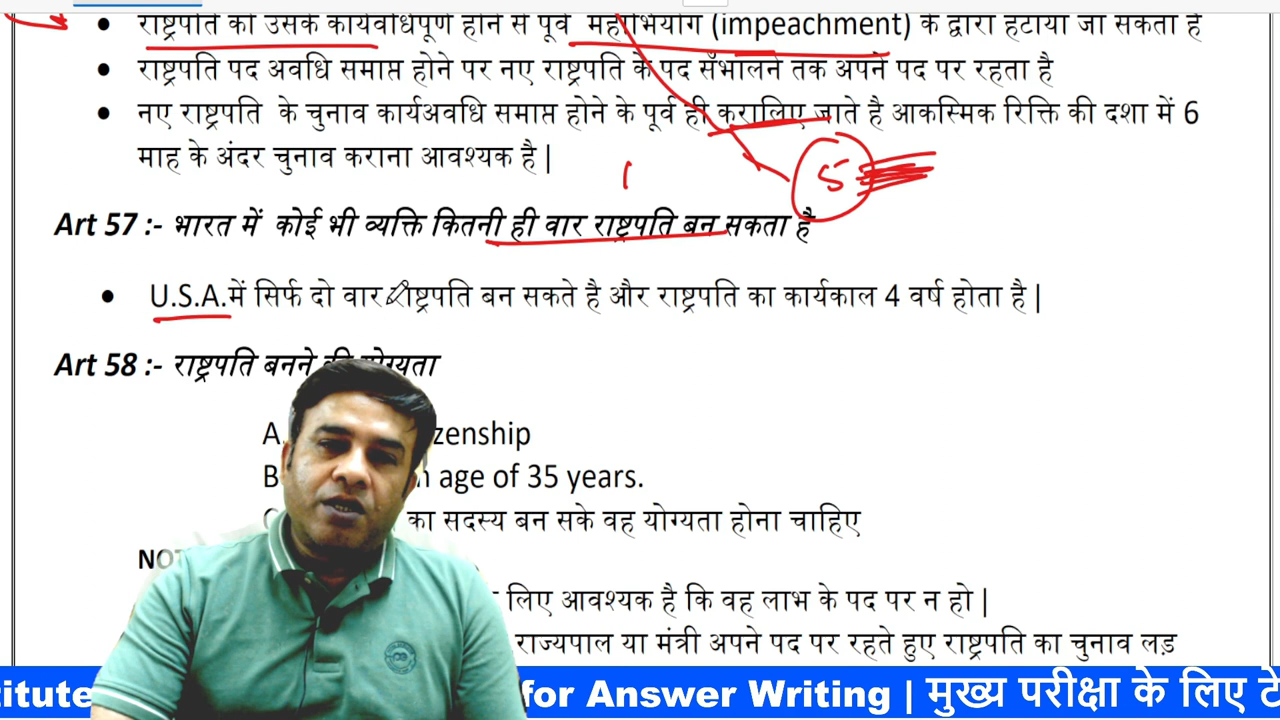 राष्ट्रपति को उसके कार्यवधिपूर्ण होने से पूर्व महाभियोग (impeachment) के द्वारा हटाया जा सकता है
राष्ट्रपति पद अवधि समाप्त होने पर नए राष्ट्रपति के पद सँभालने तक अपने पद पर रहता है
नए राष्ट्रपति के चुनाव कार्यअवधि समाप्त होने के पूर्व ही करालिए जाते है आकस्मिक रिक्ति की दशा में 6
माह के अंदर चुनाव कराना आवश्यक है |
5
Art 57 :- भारत में कोई भी व्यक्ति कितनी ही वार राष्ट्रपति बन सकता है
U.S.A.में सिर्फ दो वार राष्ट्रपति बन सकते है और राष्ट्रपति का कार्यकाल 4 वर्ष होता है |
Art 58 :- राष्ट्रपति बनने की योग्यता
A.
B age of 35 years.
का सदस्य बन सके वह योग्यता होना चाहिए
लिए आवश्यक है कि वह लाभ के पद पर न हो |
राज्यपाल या मंत्री अपने पद पर रहते हुए राष्ट्रपति का चुनाव लड़
for Answer Writing | मुख्य परीक्षा के लिए